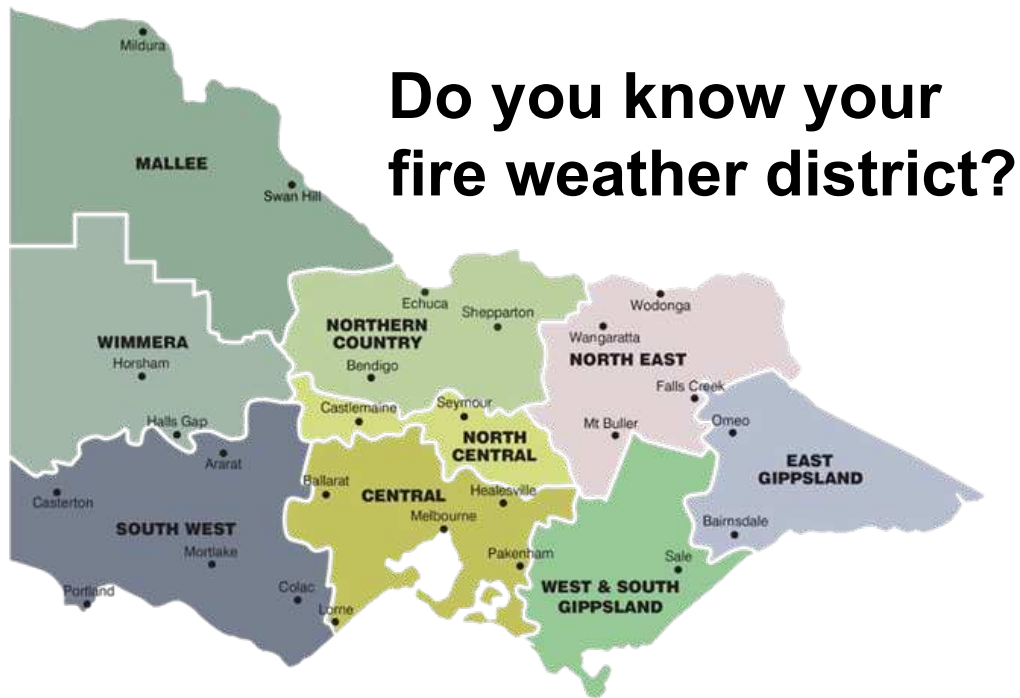 Do you know your
fire weather district?
Mildura
MALLEE
Swan Hill
WIMMERA
Horsham
Halls Gap
Echuca
Shepparton
NORTHERN
COUNTRY
Bendigo
Wodonga
Wangaratta
NORTH EAST
Falls Creek
Mt Buller
Castlemaine
Seymour
NORTH
CENTRAL
Omeo
EAST
GIPPSLAND
Bairnsdale
Ararat
Casterton
SOUTH WEST
Mortlake
Portland
Colac
Lorne
Ballarat
CENTRAL
Healesville
Melbourne
Pakenham
Sale
WEST & SOUTH
GIPPSLAND